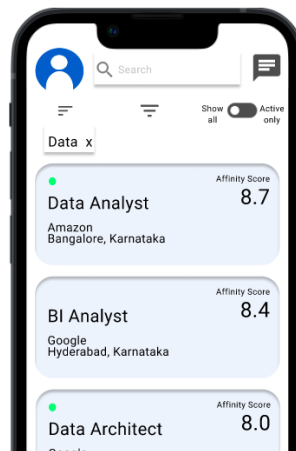 Search
Show all
Active only
Data x
Affinity Score
Data Analyst
8.7
Amazon
Bangalore, Karnataka
Affinity Score
BI Analyst
8.4
Google
Hyderabad, Karnataka
Affinity Score
Data Architect
8.0
Google